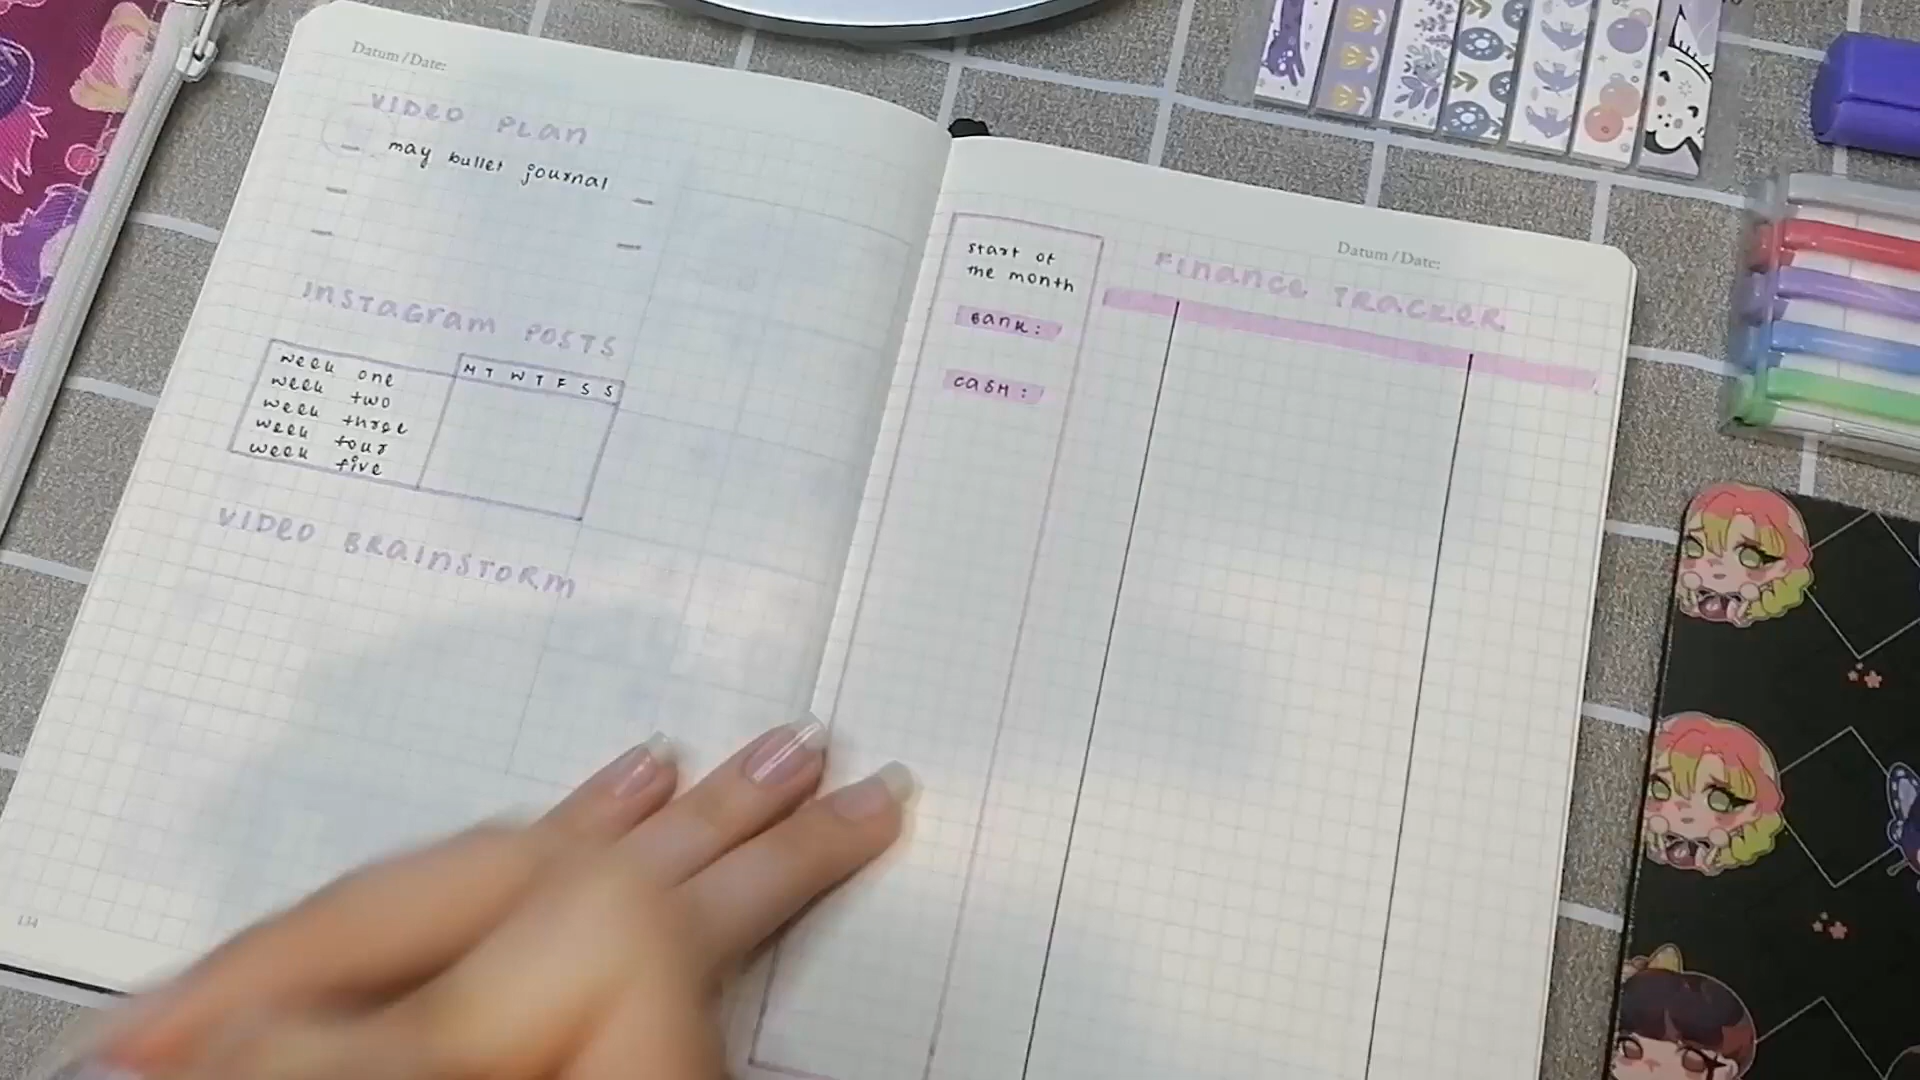 Datum / Date:
VIDEO PLAN
may bullet journal
INSTAGRAM POSTS
M T W T F S S
week one
week two
week three
week four
week five
VIDEO BRAINSTORM
134
Datum / Date:
FINANCE TRACKER
start of
the month
BANK:
CASH: